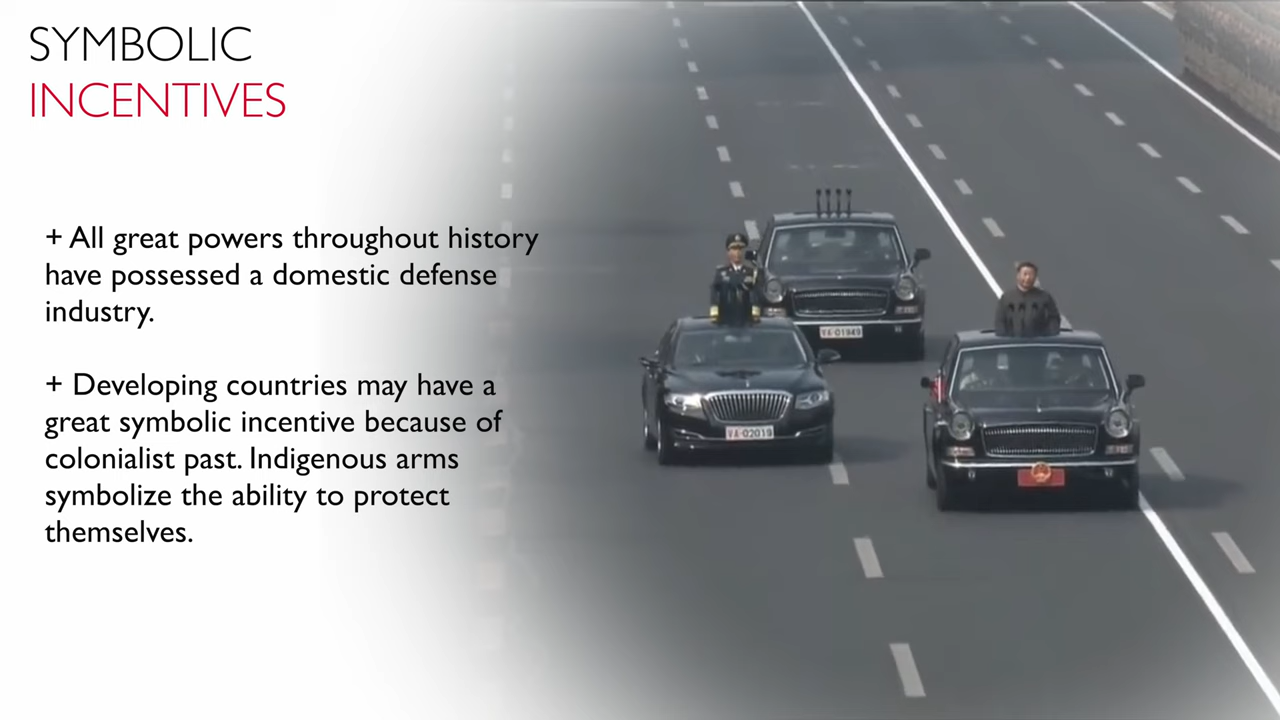 SYMBOLIC
INCENTIVES
+ All great powers throughout history
have possessed a domestic defense
industry.
+ Developing countries may have a
great symbolic incentive because of
colonialist past. Indigenous arms
symbolize the ability to protect
themselves.
VA·01949
VA·02019